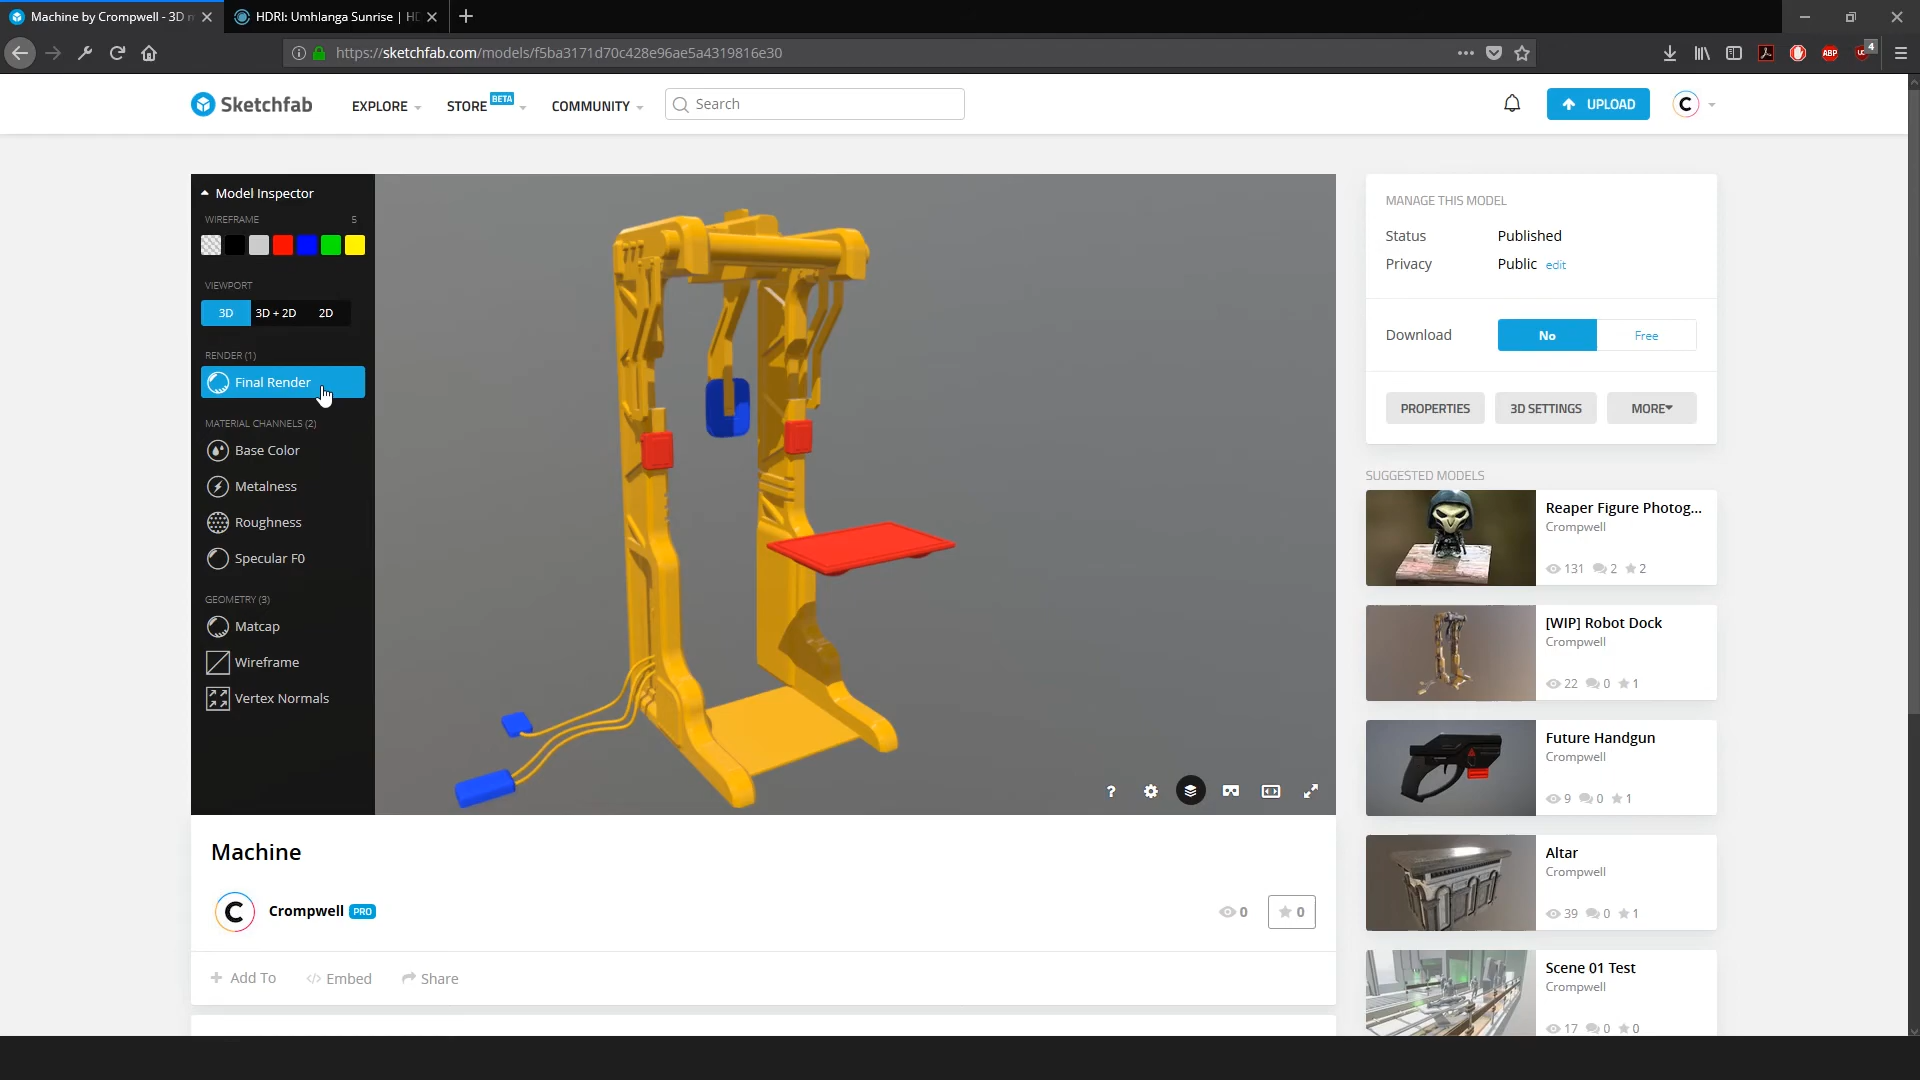 Machine by Crompwell - 3D
HDRI: Umhlanga Sunrise |
https://sketchfab.com/models/f5ba3171d70c428e96ae5a4319816e30
ABP
4
Sketchfab
EXPLORE
STORE BETA
COMMUNITY
Search
UPLOAD
C
Model Inspector
WIREFRAME 5
VIEWPORT
3D 3D + 2D 2D
RENDER (1)
Final Render
MATERIAL CHANNELS (2)
Base Color
Metalness
Roughness
Specular F0
GEOMETRY (3)
Matcap
Wireframe
Vertex Normals
?
Machine
C
Crompwell PRO
0
0
+ Add To
</> Embed
Share
MANAGE THIS MODEL
Status Published
Privacy Public edit
Download No Free
PROPERTIES 3D SETTINGS MORE
SUGGESTED MODELS
Reaper Figure Photog...
Crompwell
131 2 2
[WIP] Robot Dock
Crompwell
22 0 1
Future Handgun
Crompwell
9 0 1
Altar
Crompwell
39 0 1
Scene 01 Test
Crompwell
17 0 0